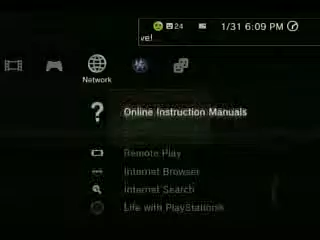 24 1/31 6:09 PM
ve!
Network
Online Instruction Manuals
Remote Play
Internet Browser
Internet Search
Life with PlayStation®